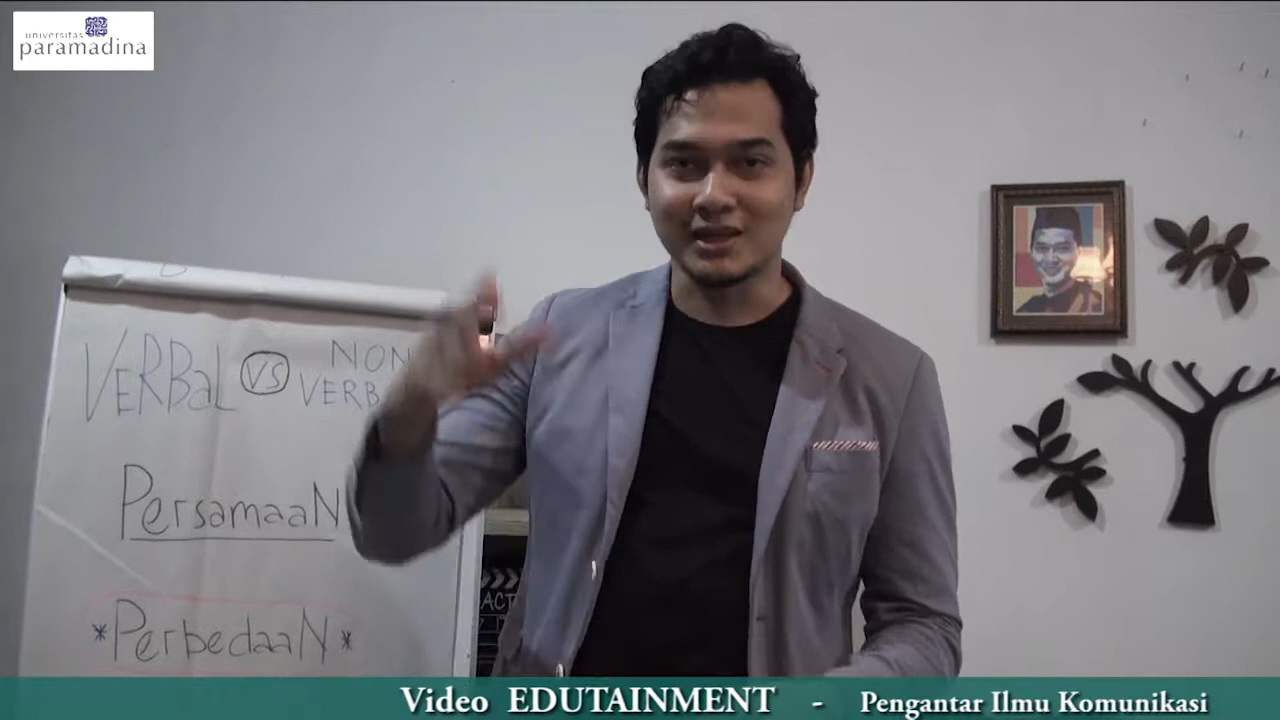 universitas
paramadina
VERBaL VS NON VERB
PersamaaN
*PerbedaaN*
ACT
Video EDUTAINMENT - Pengantar Ilmu Komunikasi